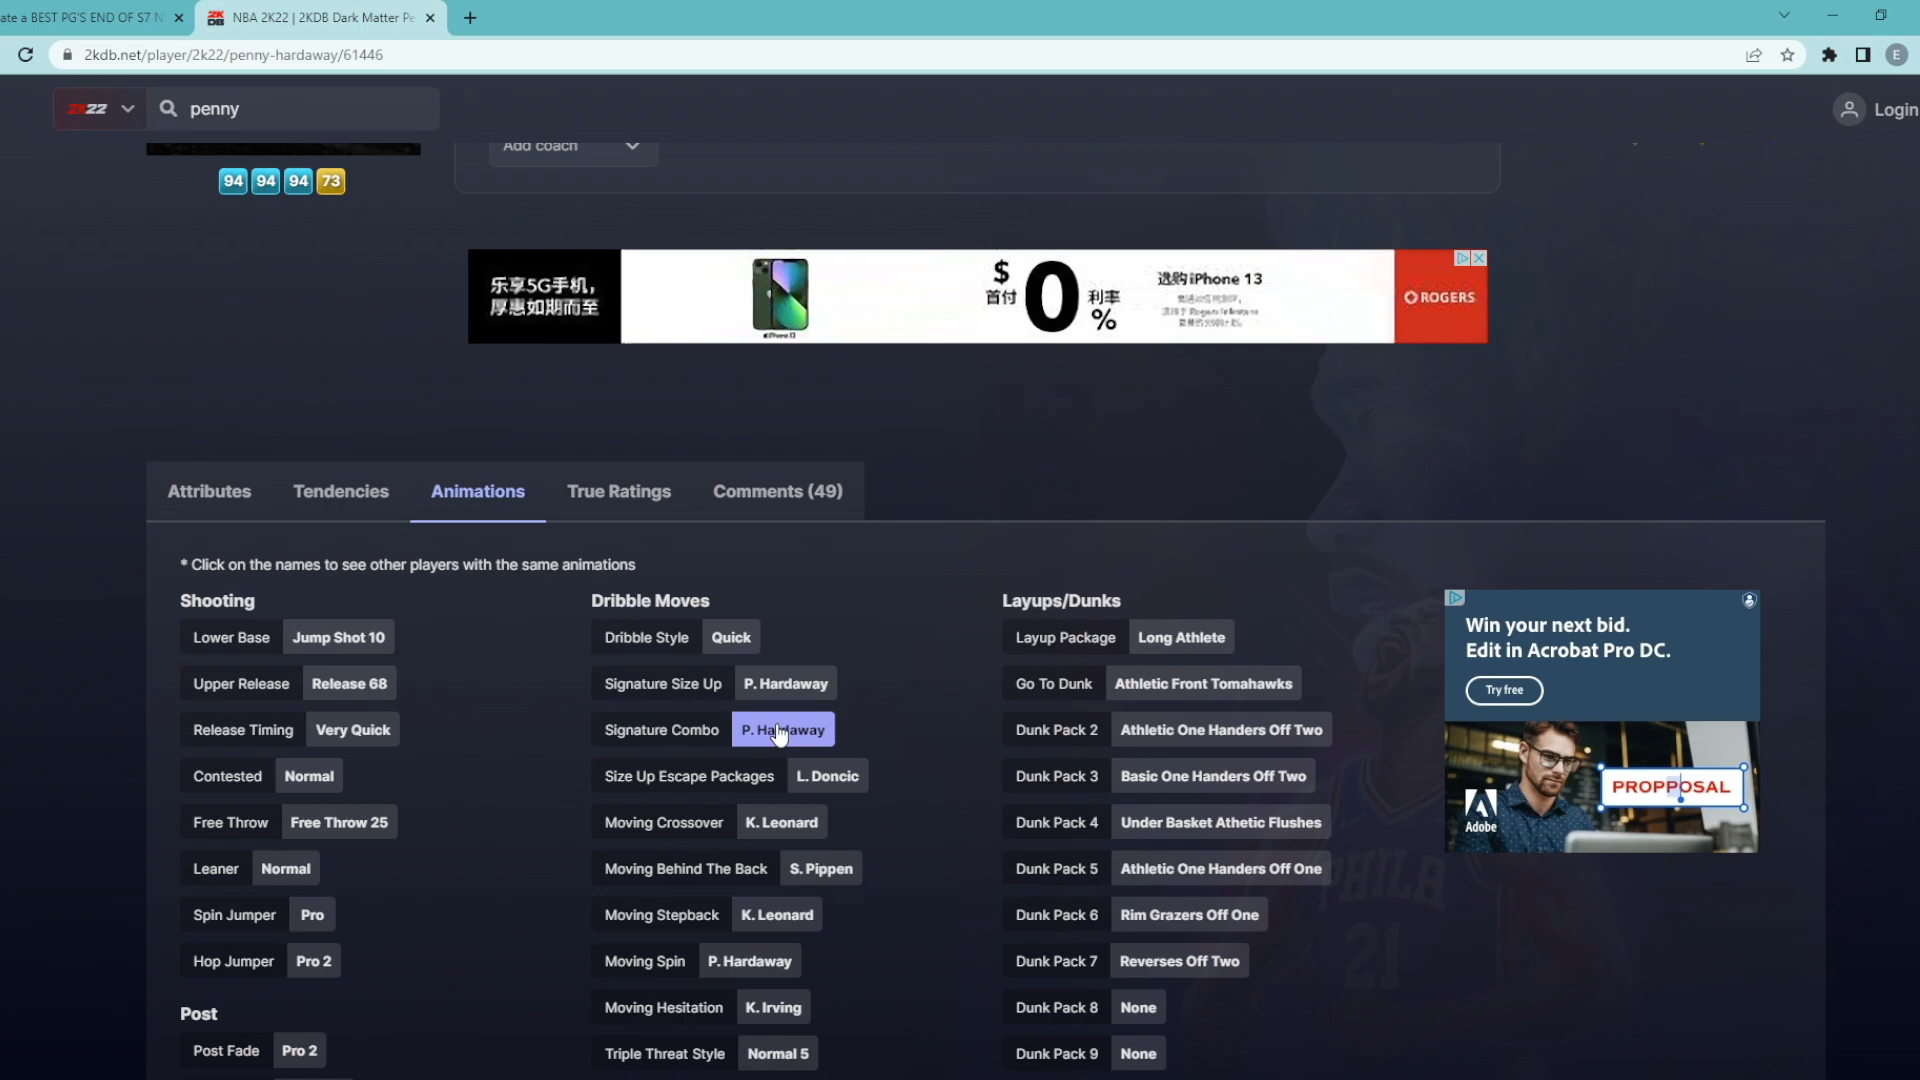 ate a BEST PG'S END OF S7 N
NBA 2K22 | 2KDB Dark Matter Pe
2kdb.net/player/2k22/penny-hardaway/61446
E
2K22
penny
Login
Add coach
94 94 94 73
乐享5G手机，
厚惠如期而至
$
首付
0
利率
%
选购iPhone 13
ROGERS
Attributes
Tendencies
Animations
True Ratings
Comments (49)
* Click on the names to see other players with the same animations
Shooting
Lower Base Jump Shot 10
Upper Release Release 68
Release Timing Very Quick
Contested Normal
Free Throw Free Throw 25
Leaner Normal
Spin Jumper Pro
Hop Jumper Pro 2
Post
Post Fade Pro 2
Dribble Moves
Dribble Style Quick
Signature Size Up P. Hardaway
Signature Combo P. Hardaway
Size Up Escape Packages L. Doncic
Moving Crossover K. Leonard
Moving Behind The Back S. Pippen
Moving Stepback K. Leonard
Moving Spin P. Hardaway
Moving Hesitation K. Irving
Triple Threat Style Normal 5
Layups/Dunks
Layup Package Long Athlete
Go To Dunk Athletic Front Tomahawks
Dunk Pack 2 Athletic One Handers Off Two
Dunk Pack 3 Basic One Handers Off Two
Dunk Pack 4 Under Basket Athetic Flushes
Dunk Pack 5 Athletic One Handers Off One
Dunk Pack 6 Rim Grazers Off One
Dunk Pack 7 Reverses Off Two
Dunk Pack 8 None
Dunk Pack 9 None
Win your next bid.
Edit in Acrobat Pro DC.
Try free
PROPPOSAL
Adobe
PHILA
21